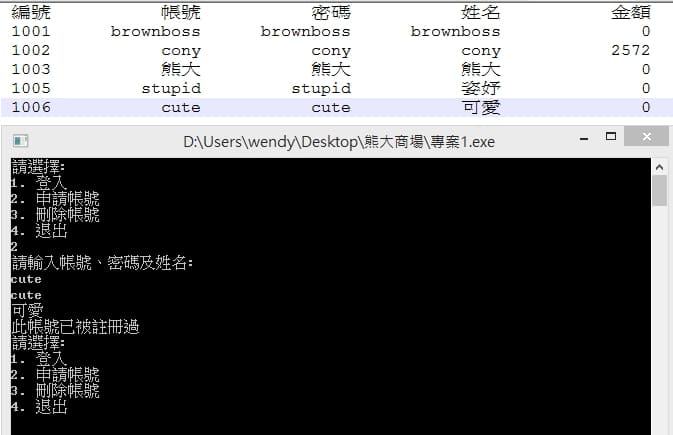 編號 帳號 密碼 姓名 金額
1001 brownboss brownboss brownboss 0
1002 cony cony cony 2572
1003 熊大 熊大 熊大 0
1005 stupid stupid 姿妤 0
1006 cute cute 可愛 0
D:\Users\wendy\Desktop\熊大商場\專案1.exe
請選擇:
1. 登入
2. 申請帳號
3. 刪除帳號
4. 退出
2
請輸入帳號、密碼及姓名:
cute
cute
可愛
此帳號已被註冊過
請選擇:
1. 登入
2. 申請帳號
3. 刪除帳號
4. 退出